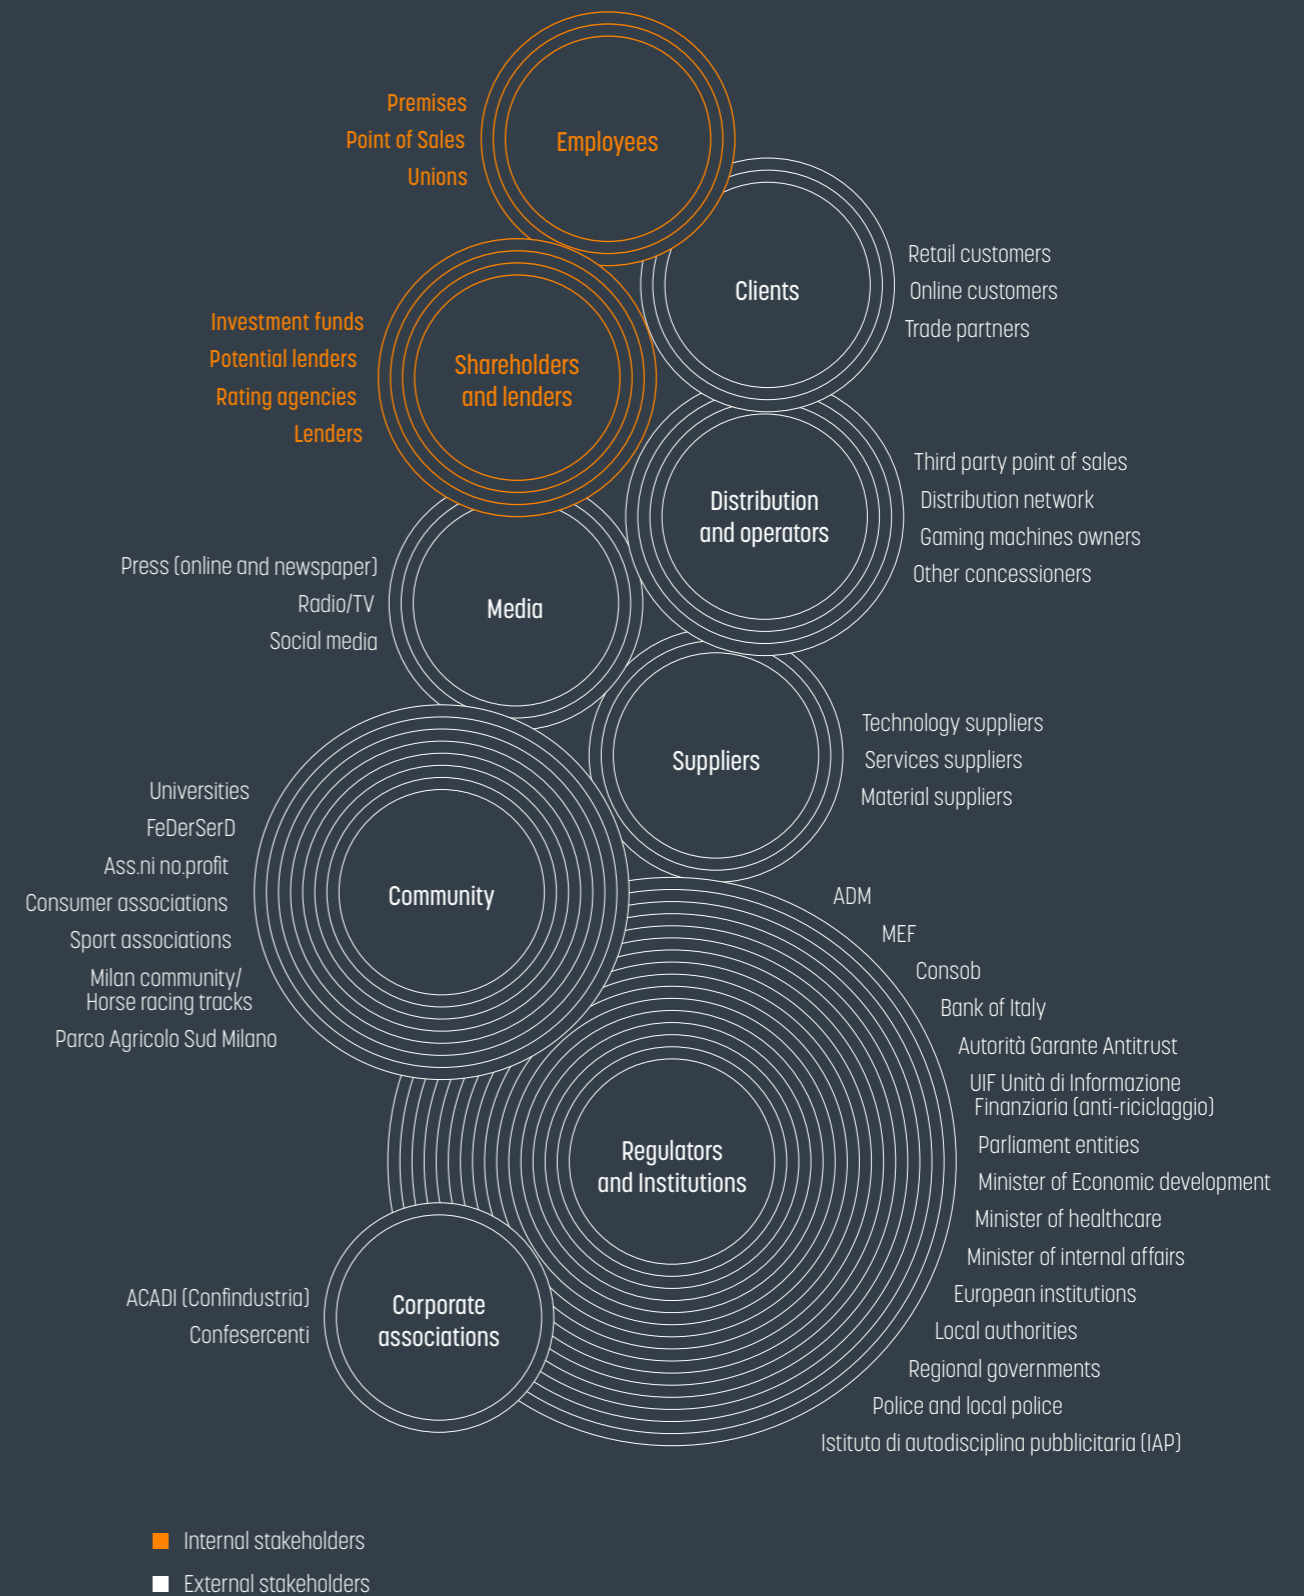 Premises
Point of Sales
Unions
Employees
Clients
Retail customers
Online customers
Trade partners
Investment funds
Potential lenders
Rating agencies
Lenders
Shareholders
and lenders
Distribution
and operators
Third party point of sales
Distribution network
Gaming machines owners
Other concessioners
Press (online and newspaper)
Radio/TV
Social media
Media
Suppliers
Technology suppliers
Services suppliers
Material suppliers
Universities
FeDerSerD
Ass.ni no.profit
Consumer associations
Sport associations
Milan community/
Horse racing tracks
Parco Agricolo Sud Milano
Community
Regulators
and Institutions
ADM
MEF
Consob
Bank of Italy
Autorità Garante Antitrust
UIF Unità di Informazione
Finanziaria (anti-riciclaggio)
Parliament entities
Minister of Economic development
Minister of healthcare
Minister of internal affairs
European institutions
Local authorities
Regional governments
Police and local police
Istituto di autodisciplina pubblicitaria (IAP)
ACADI (Confindustria)
Confesercenti
Corporate
associations
Internal stakeholders
External stakeholders